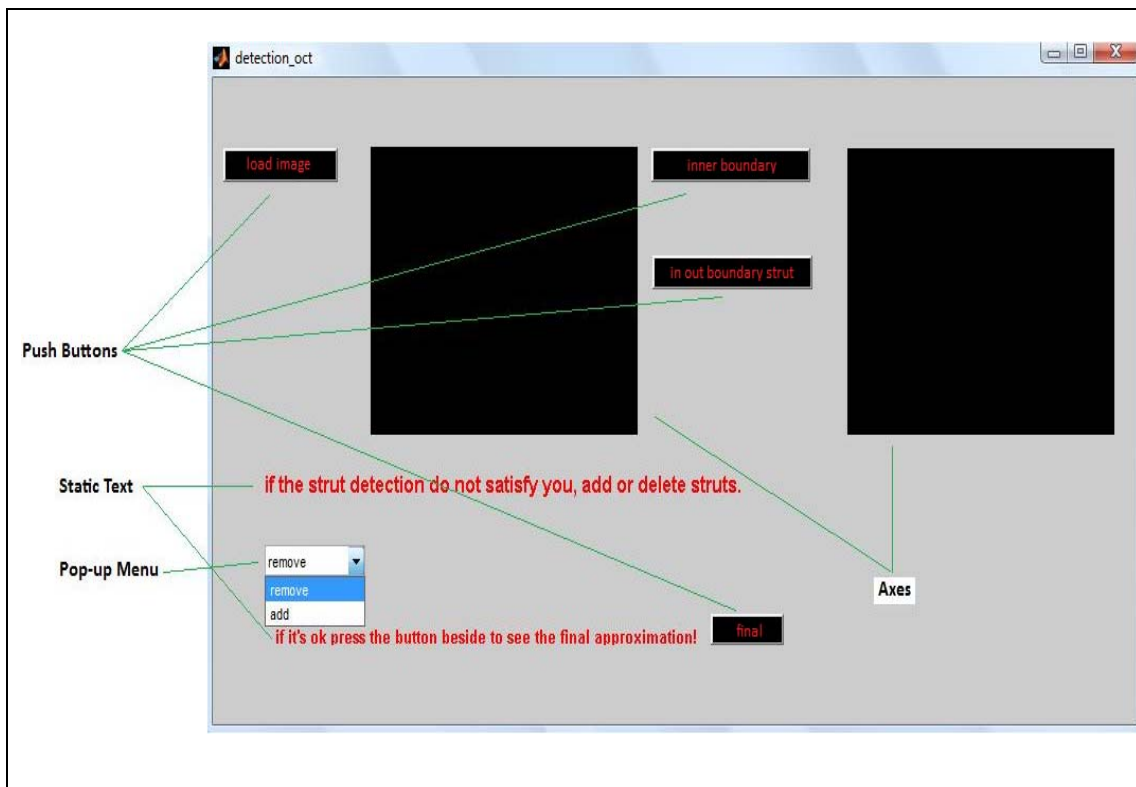 detection_oct
load image
inner boundary
in out boundary strut
Push Buttons
Static Text
if the strut detection do not satisfy you, add or delete struts.
Pop-up Menu
remove
remove
add
Axes
if it's ok press the button beside to see the final approximation!
final